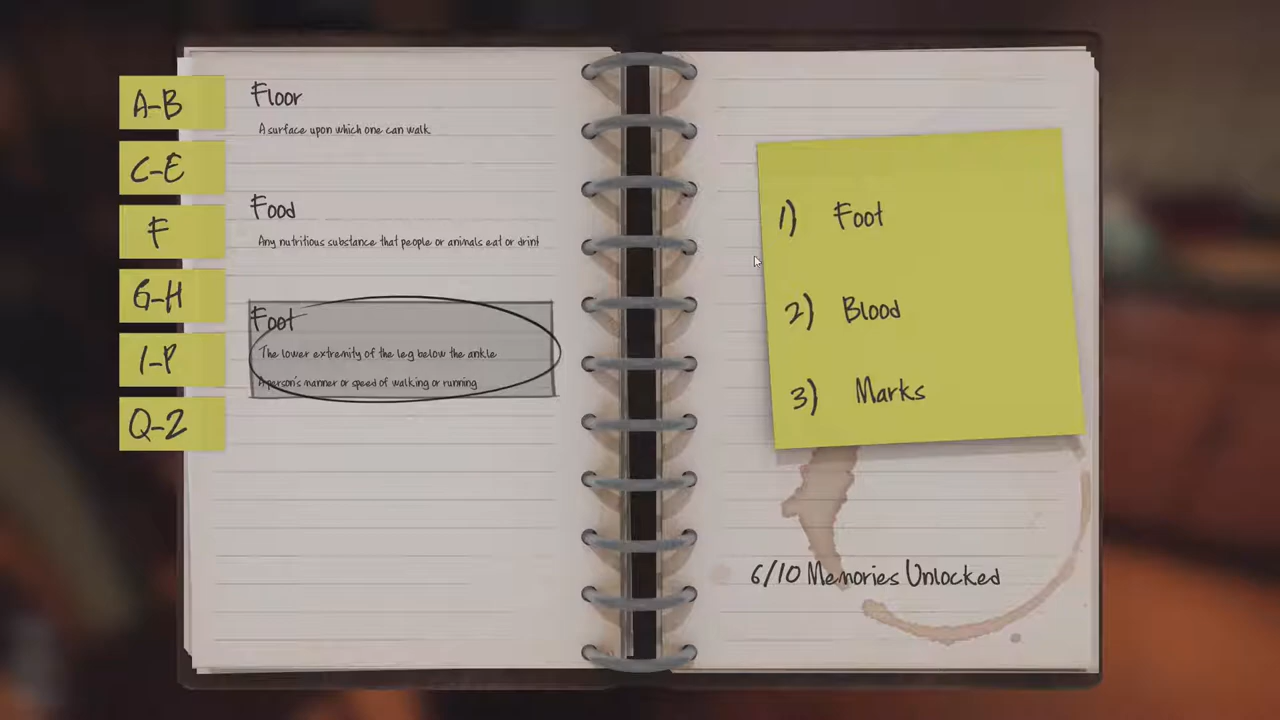 A-B
C-E
F
G-H
I-P
Q-Z
Floor
A surface upon which one can walk
Food
Any nutritious substance that people or animals eat or drink
Foot
The lower extremity of the leg below the ankle
A person's manner or speed of walking or running
1) Foot
2) Blood
3) Marks
6/10 Memories Unlocked